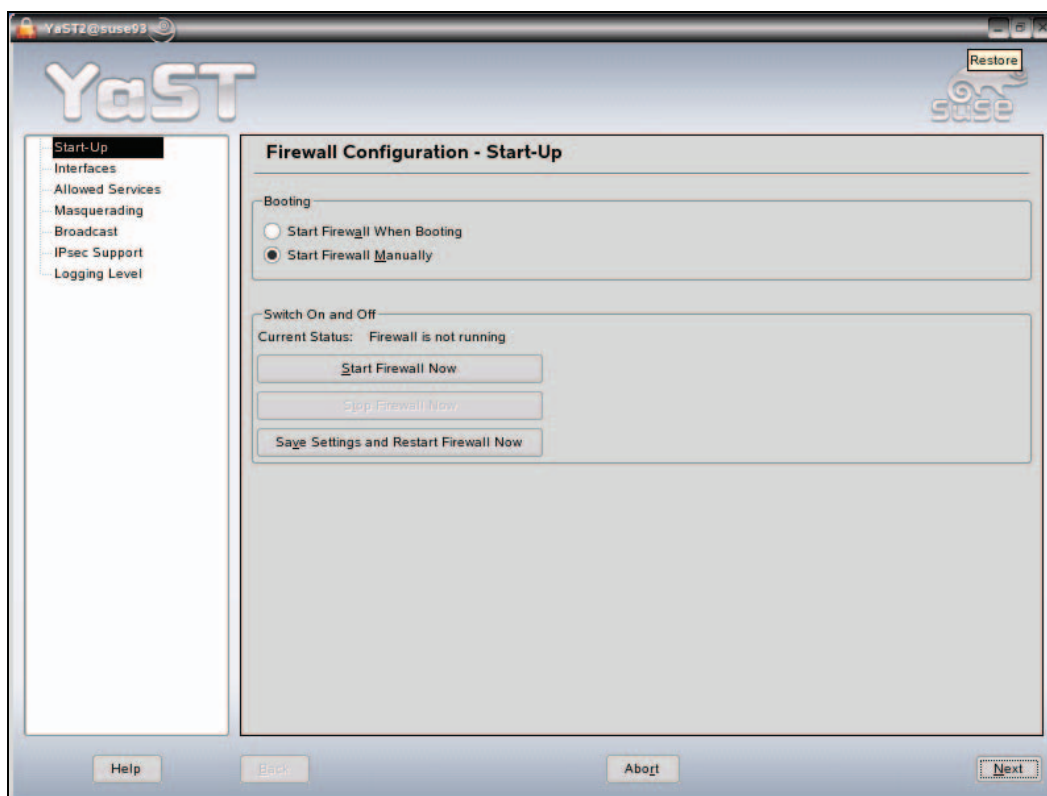 YaST2@suse93
Restore
YaST
suse
Start-Up
Interfaces
Allowed Services
Masquerading
Broadcast
IPsec Support
Logging Level
Firewall Configuration - Start-Up
Booting
Start Firewall When Booting
Start Firewall Manually
Switch On and Off
Current Status: Firewall is not running
Start Firewall Now
Stop Firewall Now
Save Settings and Restart Firewall Now
Help
Back
Abort
Next